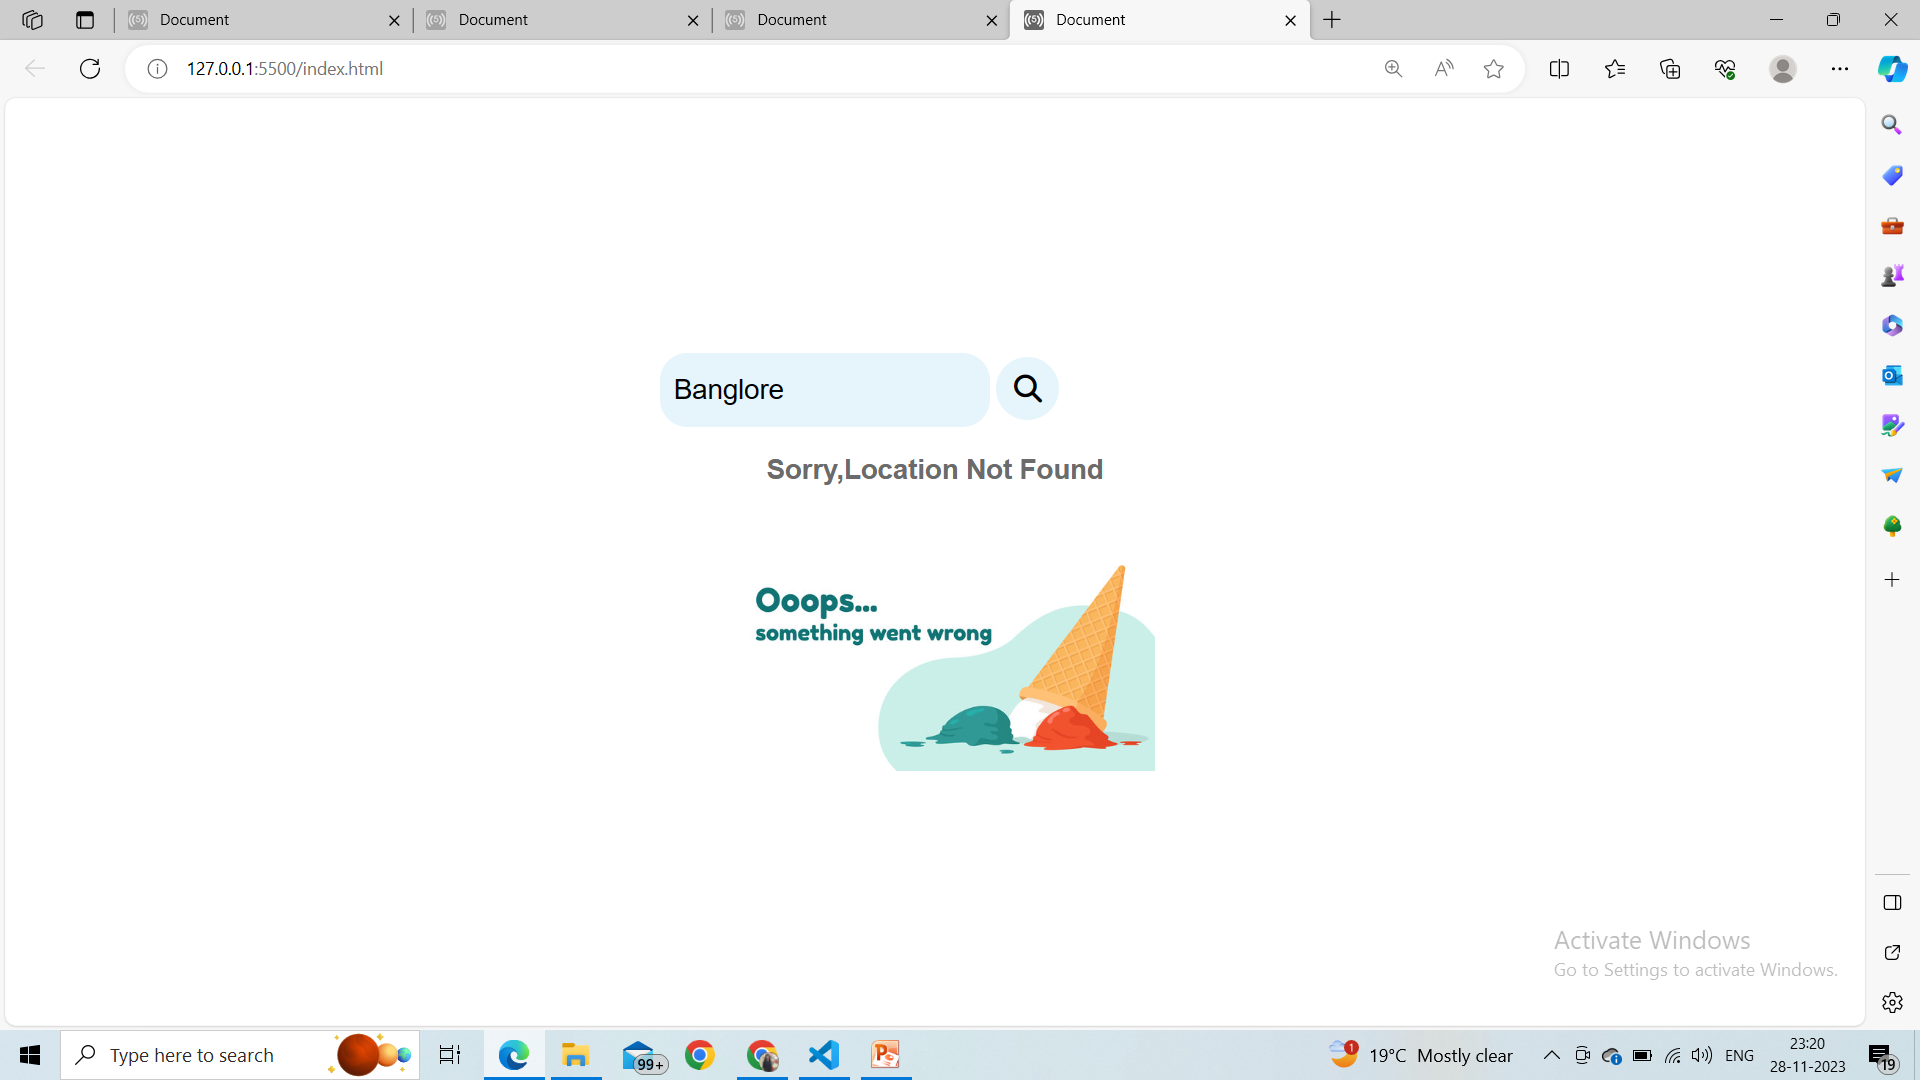 Document
Document
Document
Document
127.0.0.1:5500/index.html
Banglore
Sorry,Location Not Found
Ooops...
something went wrong
Activate Windows
Go to Settings to activate Windows.
Type here to search
99+
1
19°C Mostly clear
ENG
23:20
28-11-2023
19